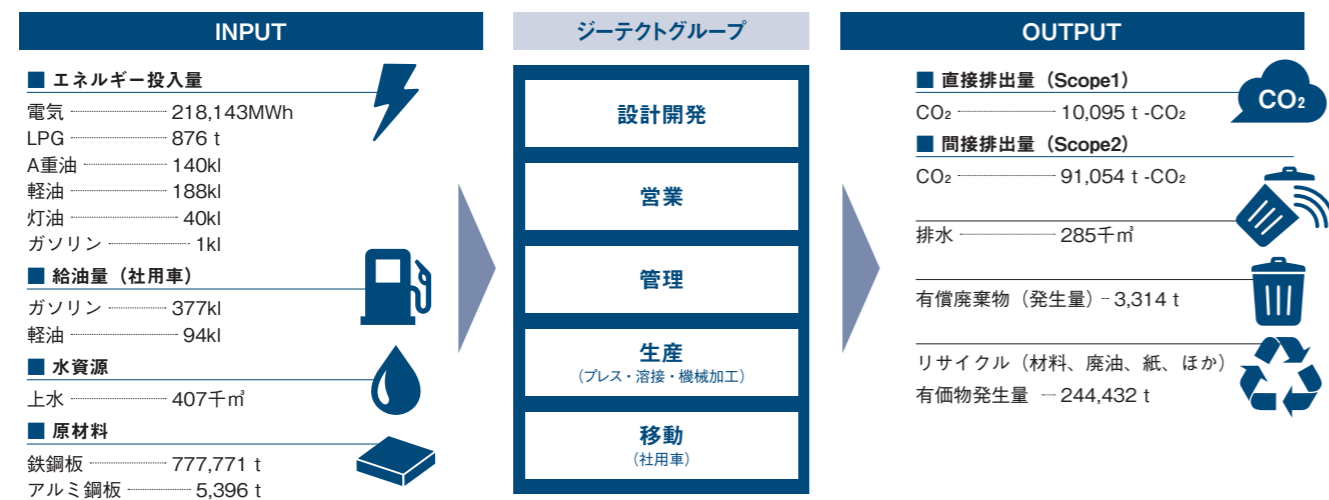 INPUT
■ エネルギー投入量
電気 218,143MWh
LPG 876 t
A重油 140kl
軽油 188kl
灯油 40kl
ガソリン 1kl
■ 給油量（社用車）
ガソリン 377kl
軽油 94kl
■ 水資源
上水 407千㎥
■ 原材料
鉄鋼板 777,771 t
アルミ鋼板 5,396 t
ジーテクトグループ
設計開発
営業
管理
生産
（プレス・溶接・機械加工）
移動
（社用車）
OUTPUT
■ 直接排出量（Scope1）
CO₂ 10,095 t -CO₂
CO₂
■ 間接排出量（Scope2）
CO₂ 91,054 t -CO₂
排水 285千㎥
有償廃棄物（発生量） 3,314 t
リサイクル（材料、廃油、紙、ほか）
有価物発生量 244,432 t